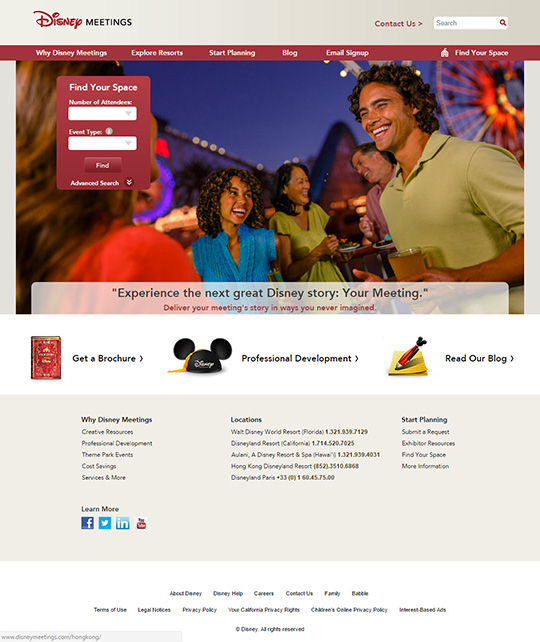 Disney MEETINGS
Contact Us >
Search
Why Disney Meetings Explore Resorts Start Planning Blog Email Signup Find Your Space
Find Your Space
Number of Attendees:
Event Type:
Find
Advanced Search
"Experience the next great Disney story: Your Meeting."
Deliver your meeting's story in ways you never imagined.
Get a Brochure ›
Disney
Professional Development ›
Read Our Blog ›
Why Disney Meetings
Creative Resources
Professional Development
Theme Park Events
Cost Savings
Services & More
Locations
Walt Disney World Resort (Florida) 1.321.939.7129
Disneyland Resort (California) 1.714.520.7025
Aulani, A Disney Resort & Spa (Hawai'i) 1.321.939.4031
Hong Kong Disneyland Resort (852).3510.6868
Disneyland Paris +33 (0) 1 60.45.75.00
Start Planning
Submit a Request
Exhibitor Resources
Find Your Space
More Information
Learn More
You Tube
About Disney Disney Help Careers Contact Us Family Babble
Terms of Use Legal Notices Privacy Policy Your California Privacy Rights Children's Online Privacy Policy Interest-Based Ads
© Disney. All rights reserved
www.disneymeetings.com/hongkong/